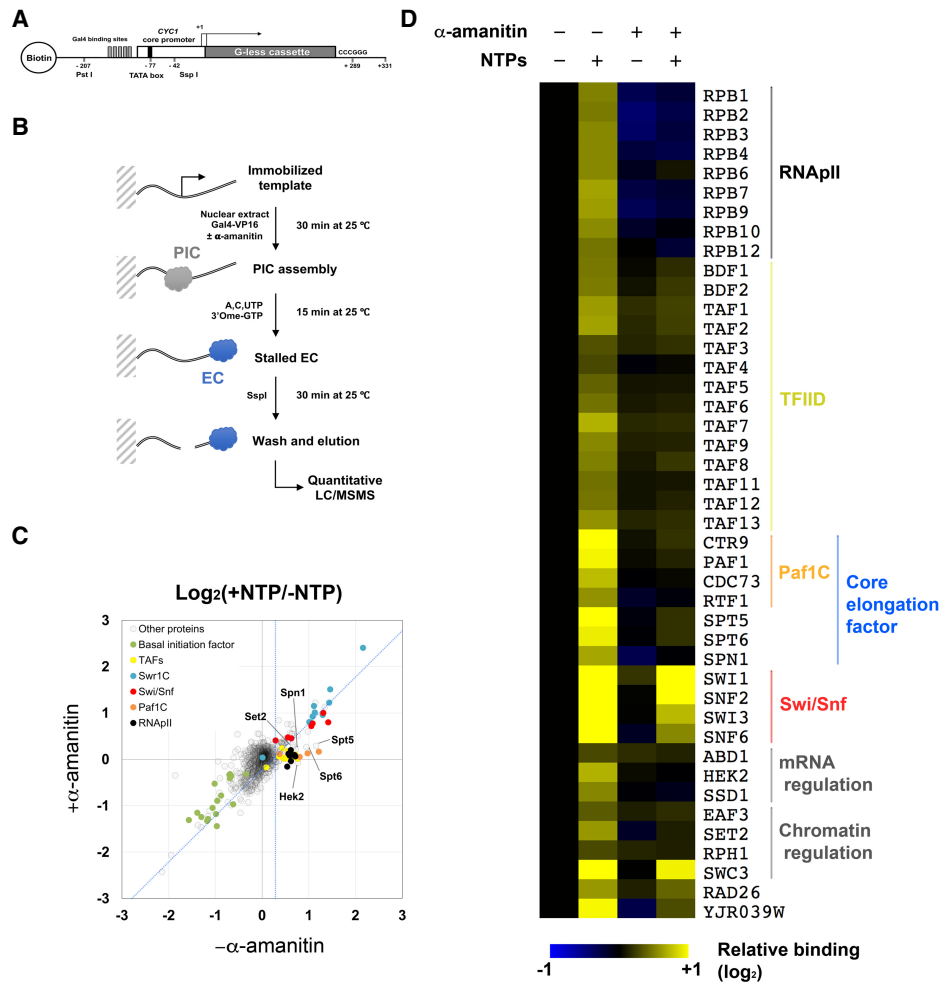 A
Gal4 binding sites
CYC1
core promoter
+1
Biotin
G-less cassette
CCCGGG
- 207
- 77
- 42
+ 289
+331
Pst I
TATA box
Ssp I
B
Immobilized
template
Nuclear extract
Gal4-VP16
± α-amanitin
30 min at 25 ℃
PIC
PIC assembly
A,C,UTP
3'Ome-GTP
15 min at 25 ℃
Stalled EC
EC
SspI
30 min at 25 ℃
Wash and elution
Quantitative
LC/MSMS
C
Log2(+NTP/-NTP)
3
2
1
0
-1
-2
-3
+α-amanitin
Other proteins
Basal initiation factor
TAFs
Swr1C
Swi/Snf
Paf1C
RNApII
Spn1
Set2
Spt5
Spt6
Hek2
-3
-2
-1
0
1
2
3
−α-amanitin
D
α-amanitin − − + +
NTPs − + − +
RPB1
RPB2
RPB3
RPB4
RPB6
RPB7
RPB9
RPB10
RPB12
RNApII
BDF1
BDF2
TAF1
TAF2
TAF3
TAF4
TAF5
TAF6
TAF7
TAF9
TAF8
TAF11
TAF12
TAF13
TFIID
CTR9
PAF1
CDC73
RTF1
Paf1C
SPT5
SPT6
SPN1
Core
elongation
factor
SWI1
SNF2
SWI3
SNF6
Swi/Snf
ABD1
HEK2
SSD1
mRNA
regulation
EAF3
SET2
RPH1
SWC3
Chromatin
regulation
RAD26
YJR039W
-1
+1
Relative binding
(log2)